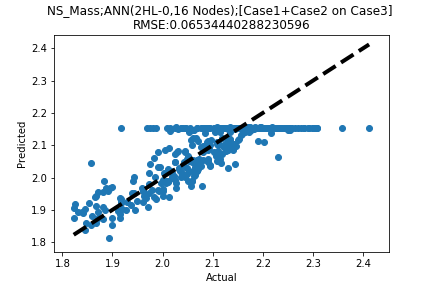 NS_Mass;ANN(2HL-0,16 Nodes);[Case1+Case2 on Case3]
RMSE:0.06534440288230596
2.4
2.3
2.2
2.1
2.0
1.9
1.8
Predicted
1.8 1.9 2.0 2.1 2.2 2.3 2.4
Actual